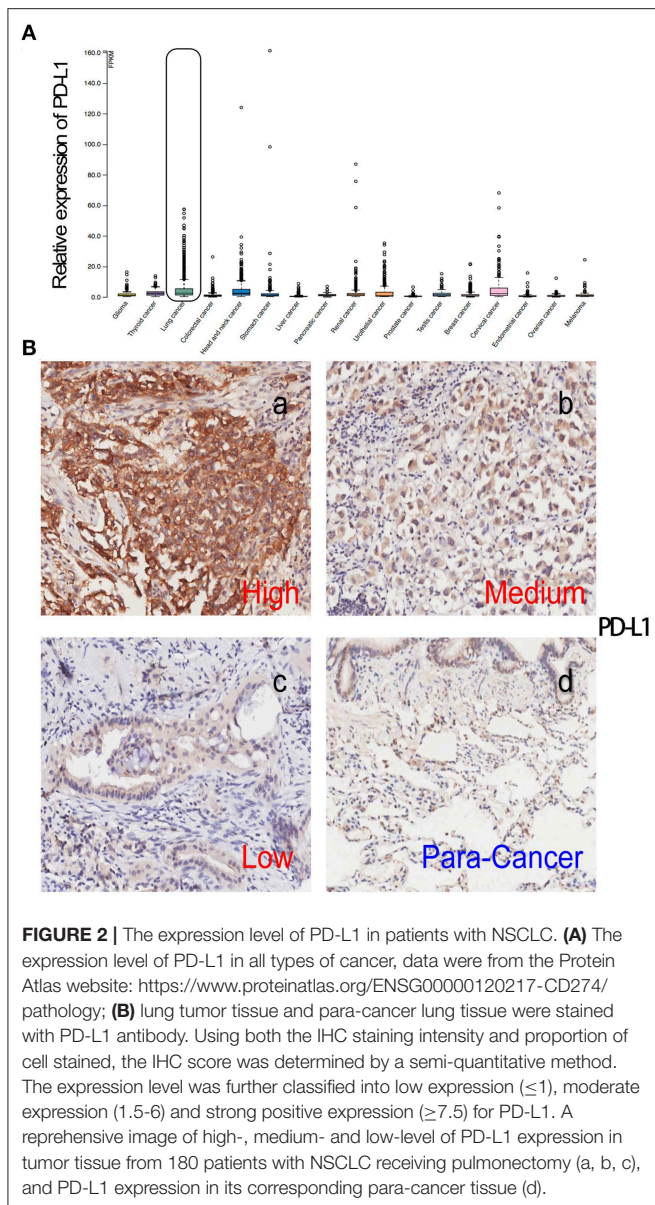 A
Relative expression of PD-L1
FPKM
160.0
140.0
120.0
100.0
80.0
60.0
40.0
20.0
0.0
Glioma
Thyroid cancer
Lung cancer
Colorectal cancer
Head and neck cancer
Stomach cancer
Liver cancer
Pancreatic cancer
Renal cancer
Urothelial cancer
Prostate cancer
Testis cancer
Breast cancer
Cervical cancer
Endometrial cancer
Ovarian cancer
Melanoma
B
a
High
b
Medium
PD-L1
c
Low
d
Para-Cancer
FIGURE 2 | The expression level of PD-L1 in patients with NSCLC. (A) The
expression level of PD-L1 in all types of cancer, data were from the Protein
Atlas website: https://www.proteinatlas.org/ENSG00000120217-CD274/
pathology; (B) lung tumor tissue and para-cancer lung tissue were stained
with PD-L1 antibody. Using both the IHC staining intensity and proportion of
cell stained, the IHC score was determined by a semi-quantitative method.
The expression level was further classified into low expression (≤1), moderate
expression (1.5-6) and strong positive expression (≥7.5) for PD-L1. A
reprehensive image of high-, medium- and low-level of PD-L1 expression in
tumor tissue from 180 patients with NSCLC receiving pulmonectomy (a, b, c),
and PD-L1 expression in its corresponding para-cancer tissue (d).